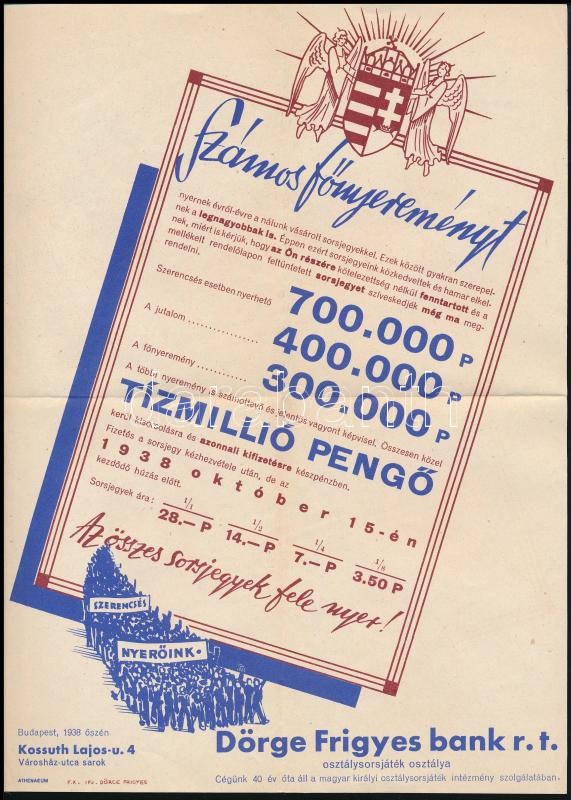 Számos főnyereményt
nyernek évről-évre a nálunk vásárolt sorsjegyekkel. Ezek között gyakran szerepel-
nek a legnagyobbak is. Éppen ezért sorsjegyeink közkedveltek és hamar elkel-
nek, miért is kérjük, hogy az Ön részére kötelezettség nélkül fenntartott és a
mellékelt rendelőlapon feltüntetett sorsjegyet szíveskedjék még ma meg-
rendelni.
Szerencsés esetben nyerhető 700.000 P
A jutalom 400.000 P
A főnyeremény 300.000 P
A többi nyeremény is számottevő és jelentős vagyont képvisel. Összesen közel
TÍZMILLIÓ PENGŐ
kerül kisorsolásra és azonnali kifizetésre készpénzben.
Fizetés a sorsjegy kézhezvétele után, de az
1938 október 15-én
kezdődő húzás előtt.
Sorsjegyek ára: 1/1 1/2 1/4 1/8
28.— P 14.— P 7.— P 3.50 P
Az összes sorsjegyek fele nyer!
SZERENCSÉS
NYERŐINK.
Budapest, 1938 őszén
Kossuth Lajos-u. 4
Városház-utca sarok
Dörge Frigyes bank r. t.
osztálysorsjáték osztálya
Cégünk 40 év óta áll a magyar királyi osztálysorsjáték intézmény szolgálatában.
ATHENAEUM
F.K. DÖRGE FRIGYES
darabanth